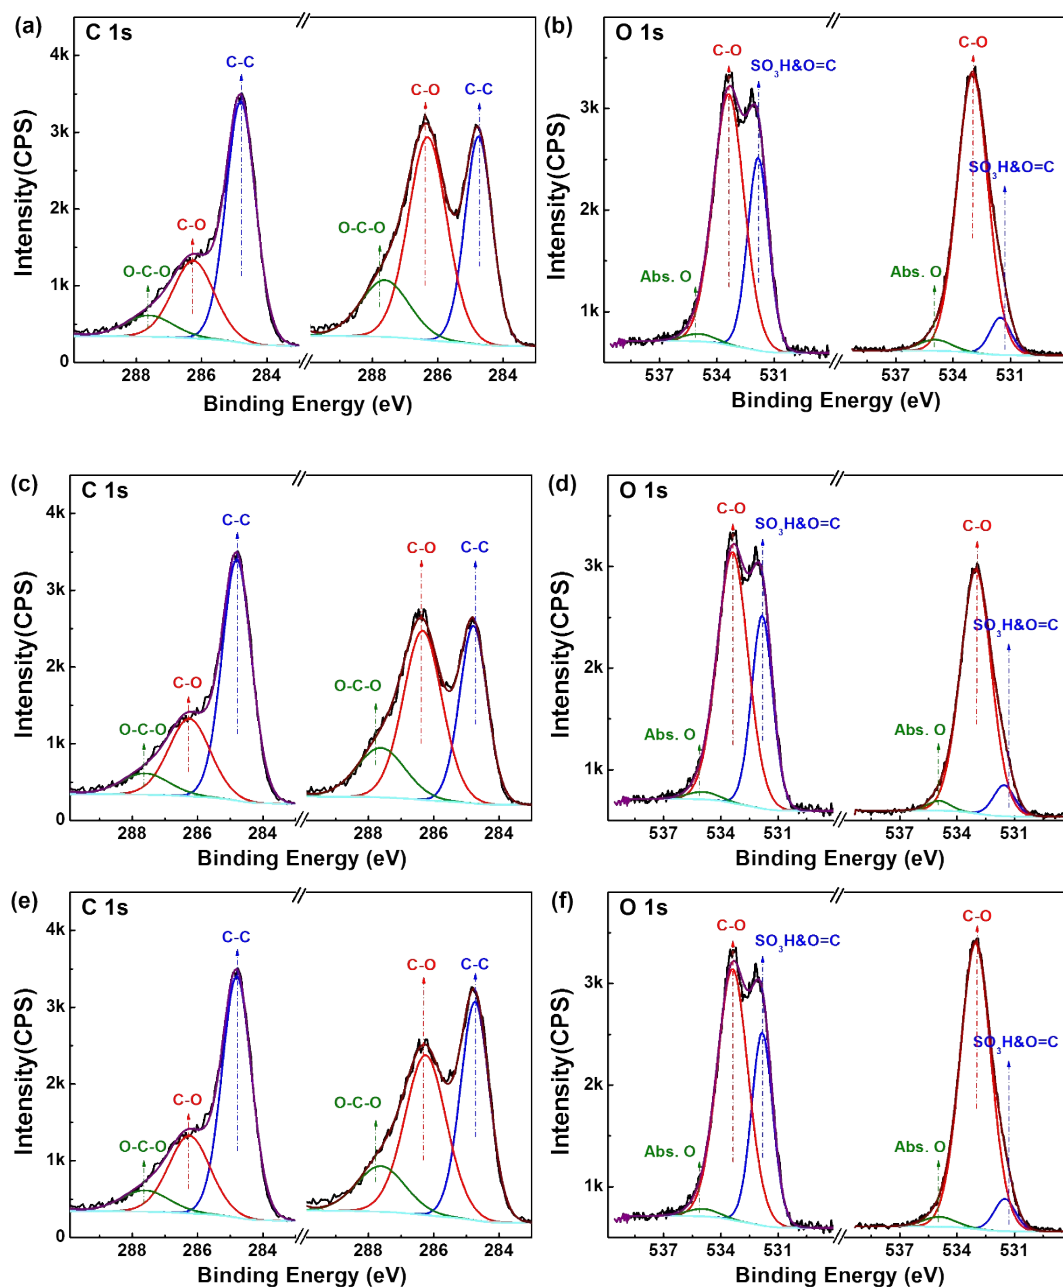 (a)
C 1s
4k
3k
2k
1k
0
Intensity(CPS)
O-C-O
C-O
C-C
O-C-O
C-O
C-C
288
286
284
288
286
284
Binding Energy (eV)
(b)
O 1s
3k
2k
1k
Intensity(CPS)
Abs. O
C-O
SO3H&O=C
Abs. O
C-O
SO3H&O=C
537
534
531
537
534
531
Binding Energy (eV)
(c)
C 1s
4k
3k
2k
1k
0
Intensity(CPS)
O-C-O
C-O
C-C
O-C-O
C-O
C-C
288
286
284
288
286
284
Binding Energy (eV)
(d)
O 1s
3k
2k
1k
Intensity(CPS)
Abs. O
C-O
SO3H&O=C
Abs. O
C-O
SO3H&O=C
537
534
531
537
534
531
Binding Energy (eV)
(e)
C 1s
4k
3k
2k
1k
0
Intensity(CPS)
O-C-O
C-O
C-C
O-C-O
C-O
C-C
288
286
284
288
286
284
Binding Energy (eV)
(f)
O 1s
3k
2k
1k
Intensity(CPS)
Abs. O
C-O
SO3H&O=C
Abs. O
C-O
SO3H&O=C
537
534
531
537
534
531
Binding Energy (eV)